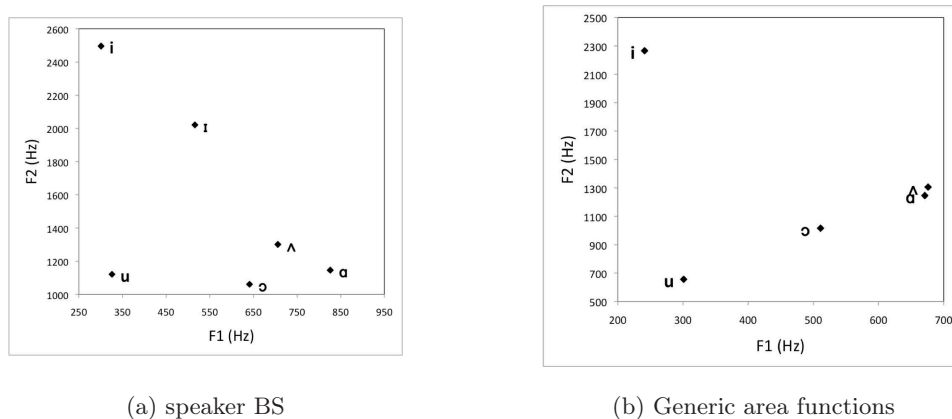 2600
2400
2200
2000
1800
1600
1400
1200
1000
F2 (Hz)
i
ɪ
ʌ
u
ɑ
ɔ
250 350 450 550 650 750 850 950
F1 (Hz)
(a) speaker BS
2500
2300
2100
1900
1700
1500
1300
1100
900
700
500
F2 (Hz)
i
ʌ
ɑ
ɔ
u
200 300 400 500 600 700
F1 (Hz)
(b) Generic area functions